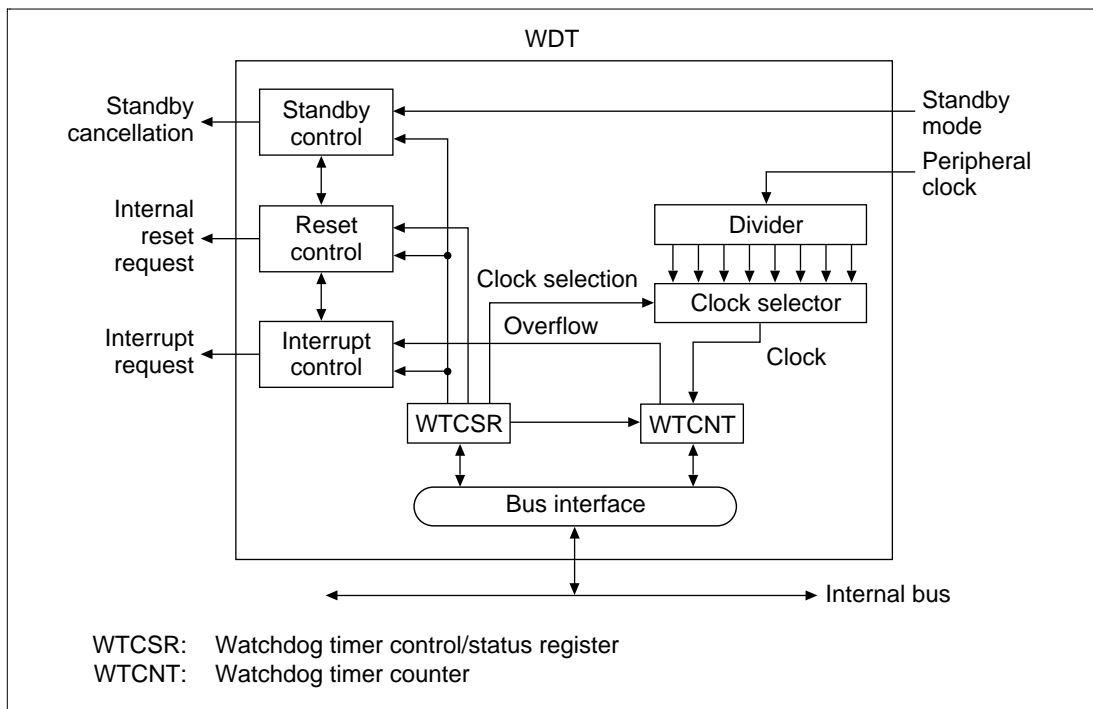 WDT
Standby
cancellation
Standby
control
Standby
mode
Peripheral
clock
Internal
reset
request
Reset
control
Divider
Clock selection
Clock selector
Interrupt
request
Interrupt
control
Overflow
Clock
WTCSR
WTCNT
Bus interface
Internal bus
WTCSR: Watchdog timer control/status register
WTCNT: Watchdog timer counter